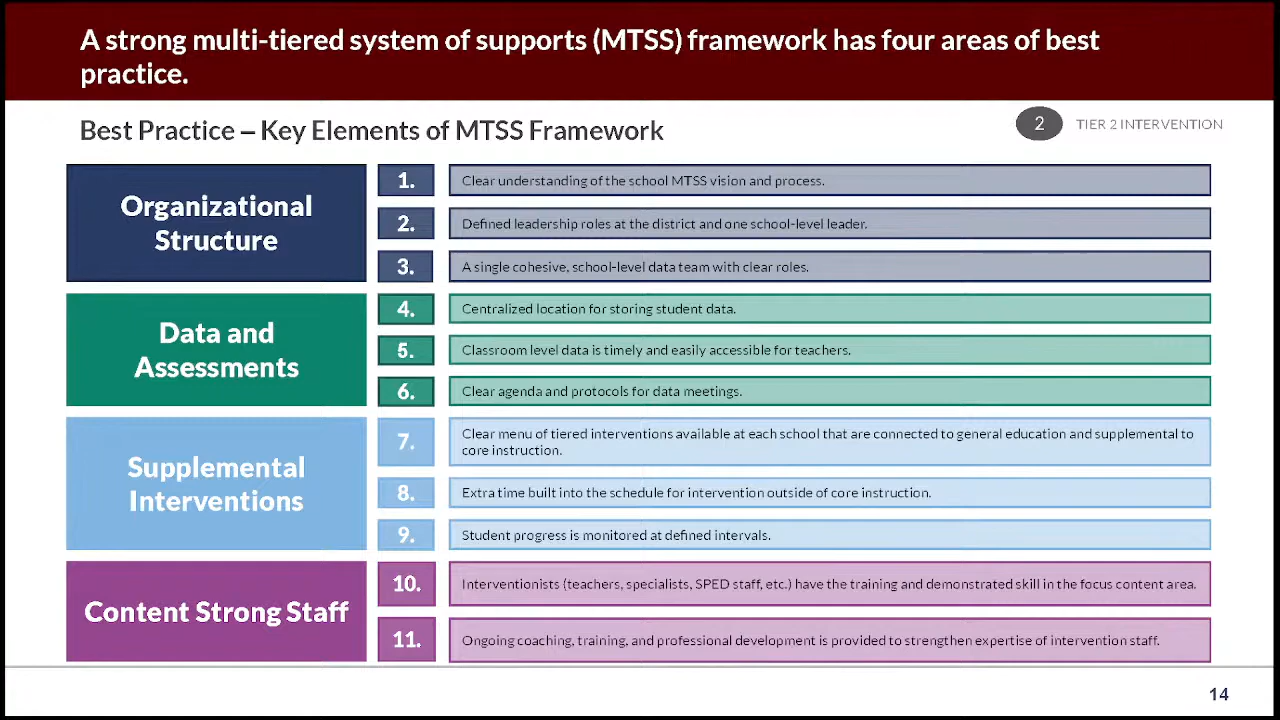 A strong multi-tiered system of supports (MTSS) framework has four areas of best
practice.
Best Practice – Key Elements of MTSS Framework
2
TIER 2 INTERVENTION
Organizational
Structure
1.
Clear understanding of the school MTSS vision and process.
2.
Defined leadership roles at the district and one school-level leader.
3.
A single cohesive, school-level data team with clear roles.
Data and
Assessments
4.
Centralized location for storing student data.
5.
Classroom level data is timely and easily accessible for teachers.
6.
Clear agenda and protocols for data meetings.
Supplemental
Interventions
7.
Clear menu of tiered interventions available at each school that are connected to general education and supplemental to
core instruction.
8.
Extra time built into the schedule for intervention outside of core instruction.
9.
Student progress is monitored at defined intervals.
Content Strong Staff
10.
Interventionists (teachers, specialists, SPED staff, etc.) have the training and demonstrated skill in the focus content area.
11.
Ongoing coaching, training, and professional development is provided to strengthen expertise of intervention staff.
14